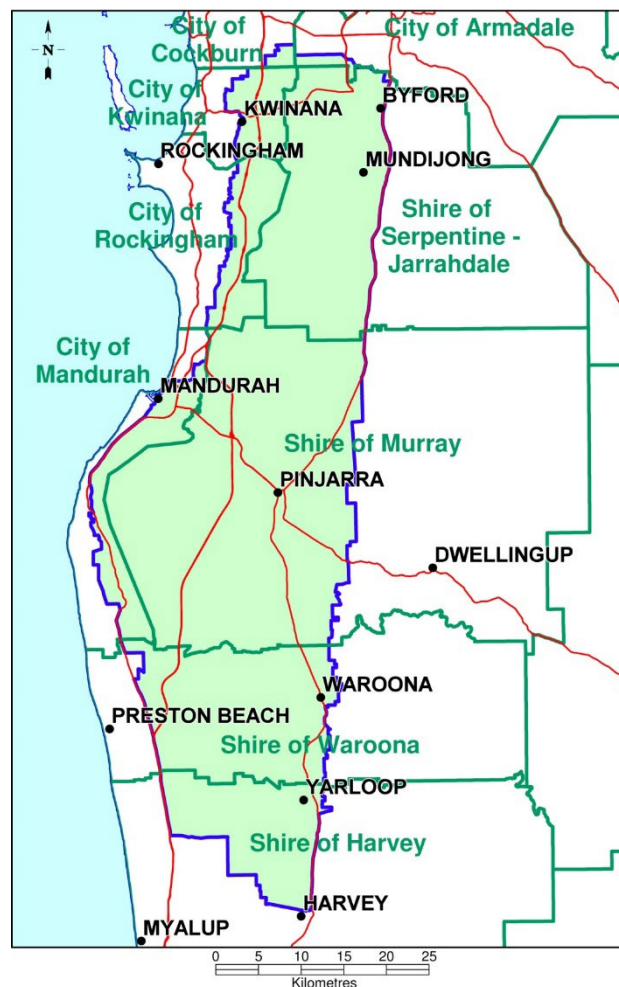 City of
Cockburn
City of Armadale
N
City of
Kwinana
KWINANA
BYFORD
ROCKINGHAM
MUNDIJONG
City of
Rockingham
Shire of
Serpentine -
Jarrahdale
City of
Mandurah
MANDURAH
Shire of Murray
PINJARRA
DWELLINGUP
WAROONA
PRESTON BEACH
Shire of Waroona
YARLOOP
Shire of Harvey
HARVEY
MYALUP
0 5 10 15 20 25
Kilometres